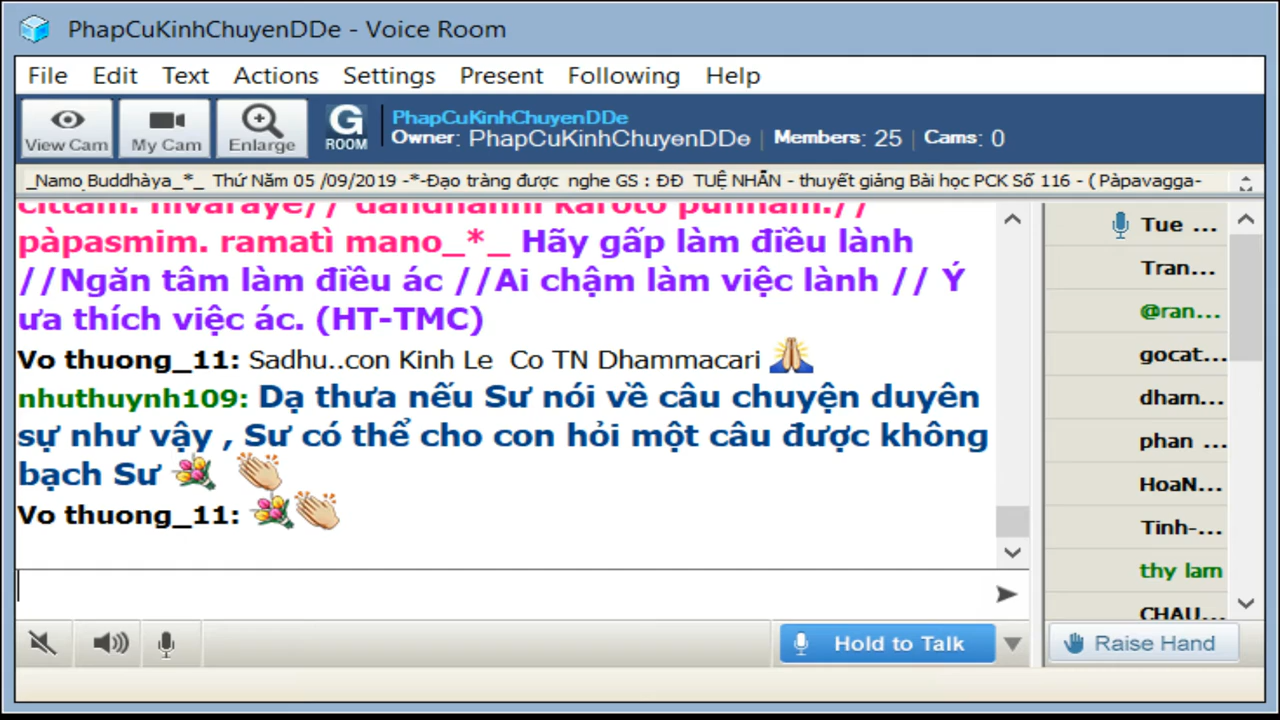 PhapCuKinhChuyenDDe - Voice Room
File Edit Text Actions Settings Present Following Help
View Cam My Cam Enlarge G ROOM PhapCuKinhChuyenDDe
Owner: PhapCuKinhChuyenDDe | Members: 25 | Cams: 0
_Namo Buddhàya_*_ Thứ Năm 05 /09/2019 -*-Đạo tràng được nghe GS : ĐĐ TUỆ NHẪN - thuyết giảng Bài học PCK Số 116 - ( Pàpavagga-
cittam. nivaraye// dandhanhi karoto punnam.//
pàpasmim. ramatì mano_*_ Hãy gấp làm điều lành
//Ngăn tâm làm điều ác //Ai chậm làm việc lành // Ý
ưa thích việc ác. (HT-TMC)
Vo thuong_11: Sadhu..con Kinh Le Co TN Dhammacari
nhuthuynh109: Dạ thưa nếu Sư nói về câu chuyện duyên
sự như vậy , Sư có thể cho con hỏi một câu được không
bạch Sư
Vo thuong_11:
Tue ...
Tran...
@ran...
gocat...
dham...
phan ...
HoaN...
Tinh-...
thy lam
CHAU...
Hold to Talk
Raise Hand